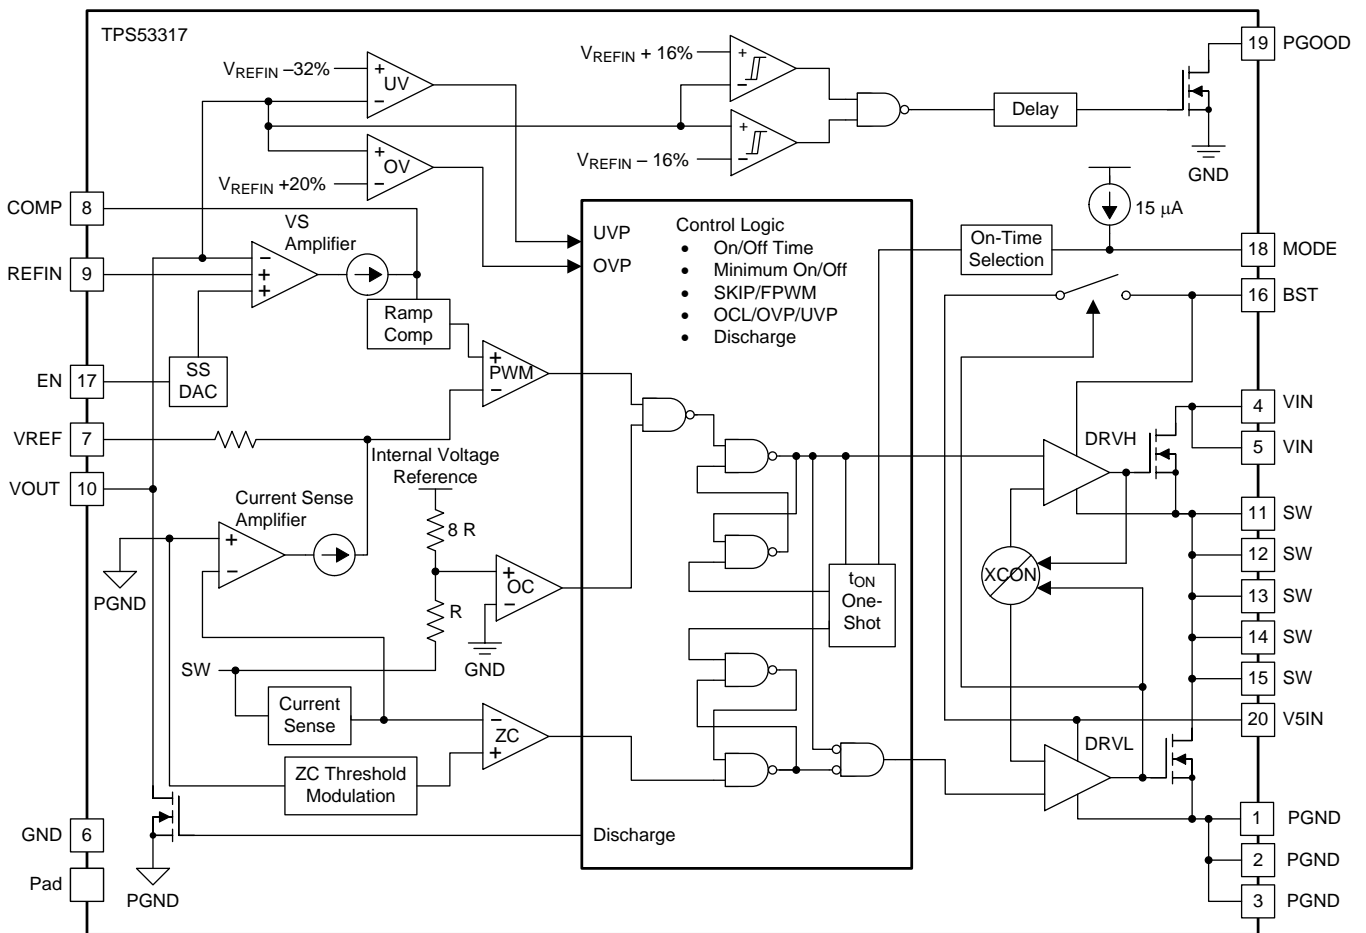 TPS53317
19
PGOOD
V_REFIN –32%
+
UV
−
V_REFIN + 16%
+
−
Delay
+
−
V_REFIN – 16%
GND
+
OV
−
V_REFIN +20%
15 μA
COMP
8
VS
Amplifier
UVP
OVP
Control Logic
• On/Off Time
• Minimum On/Off
• SKIP/FPWM
• OCL/OVP/UVP
• Discharge
On-Time
Selection
18
MODE
REFIN
9
−
+
+
Ramp
Comp
16
BST
EN
17
SS
DAC
+
PWM
−
4
VIN
VREF
7
DRVH
5
VIN
VOUT
10
Internal Voltage
Reference
Current Sense
Amplifier
8 R
11
SW
+
−
12
SW
PGND
+
OC
−
XCON
13
SW
t_ON
One-
Shot
R
14
SW
GND
SW
15
SW
Current
Sense
−
ZC
+
20
V5IN
DRVL
ZC Threshold
Modulation
GND
6
Discharge
1
PGND
2
PGND
Pad
PGND
3
PGND